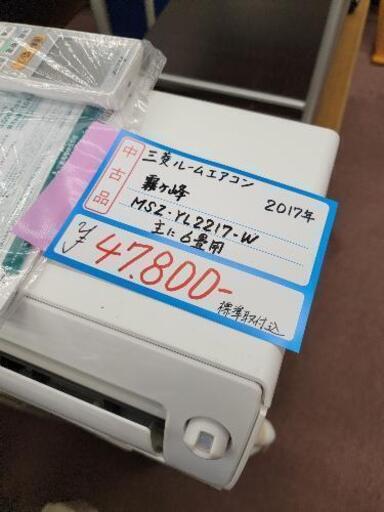 中古品
三菱ルームエアコン
霧ヶ峰 2017年
MSZ-YL2217-W
主に6畳用
¥47.800-
標準取付込